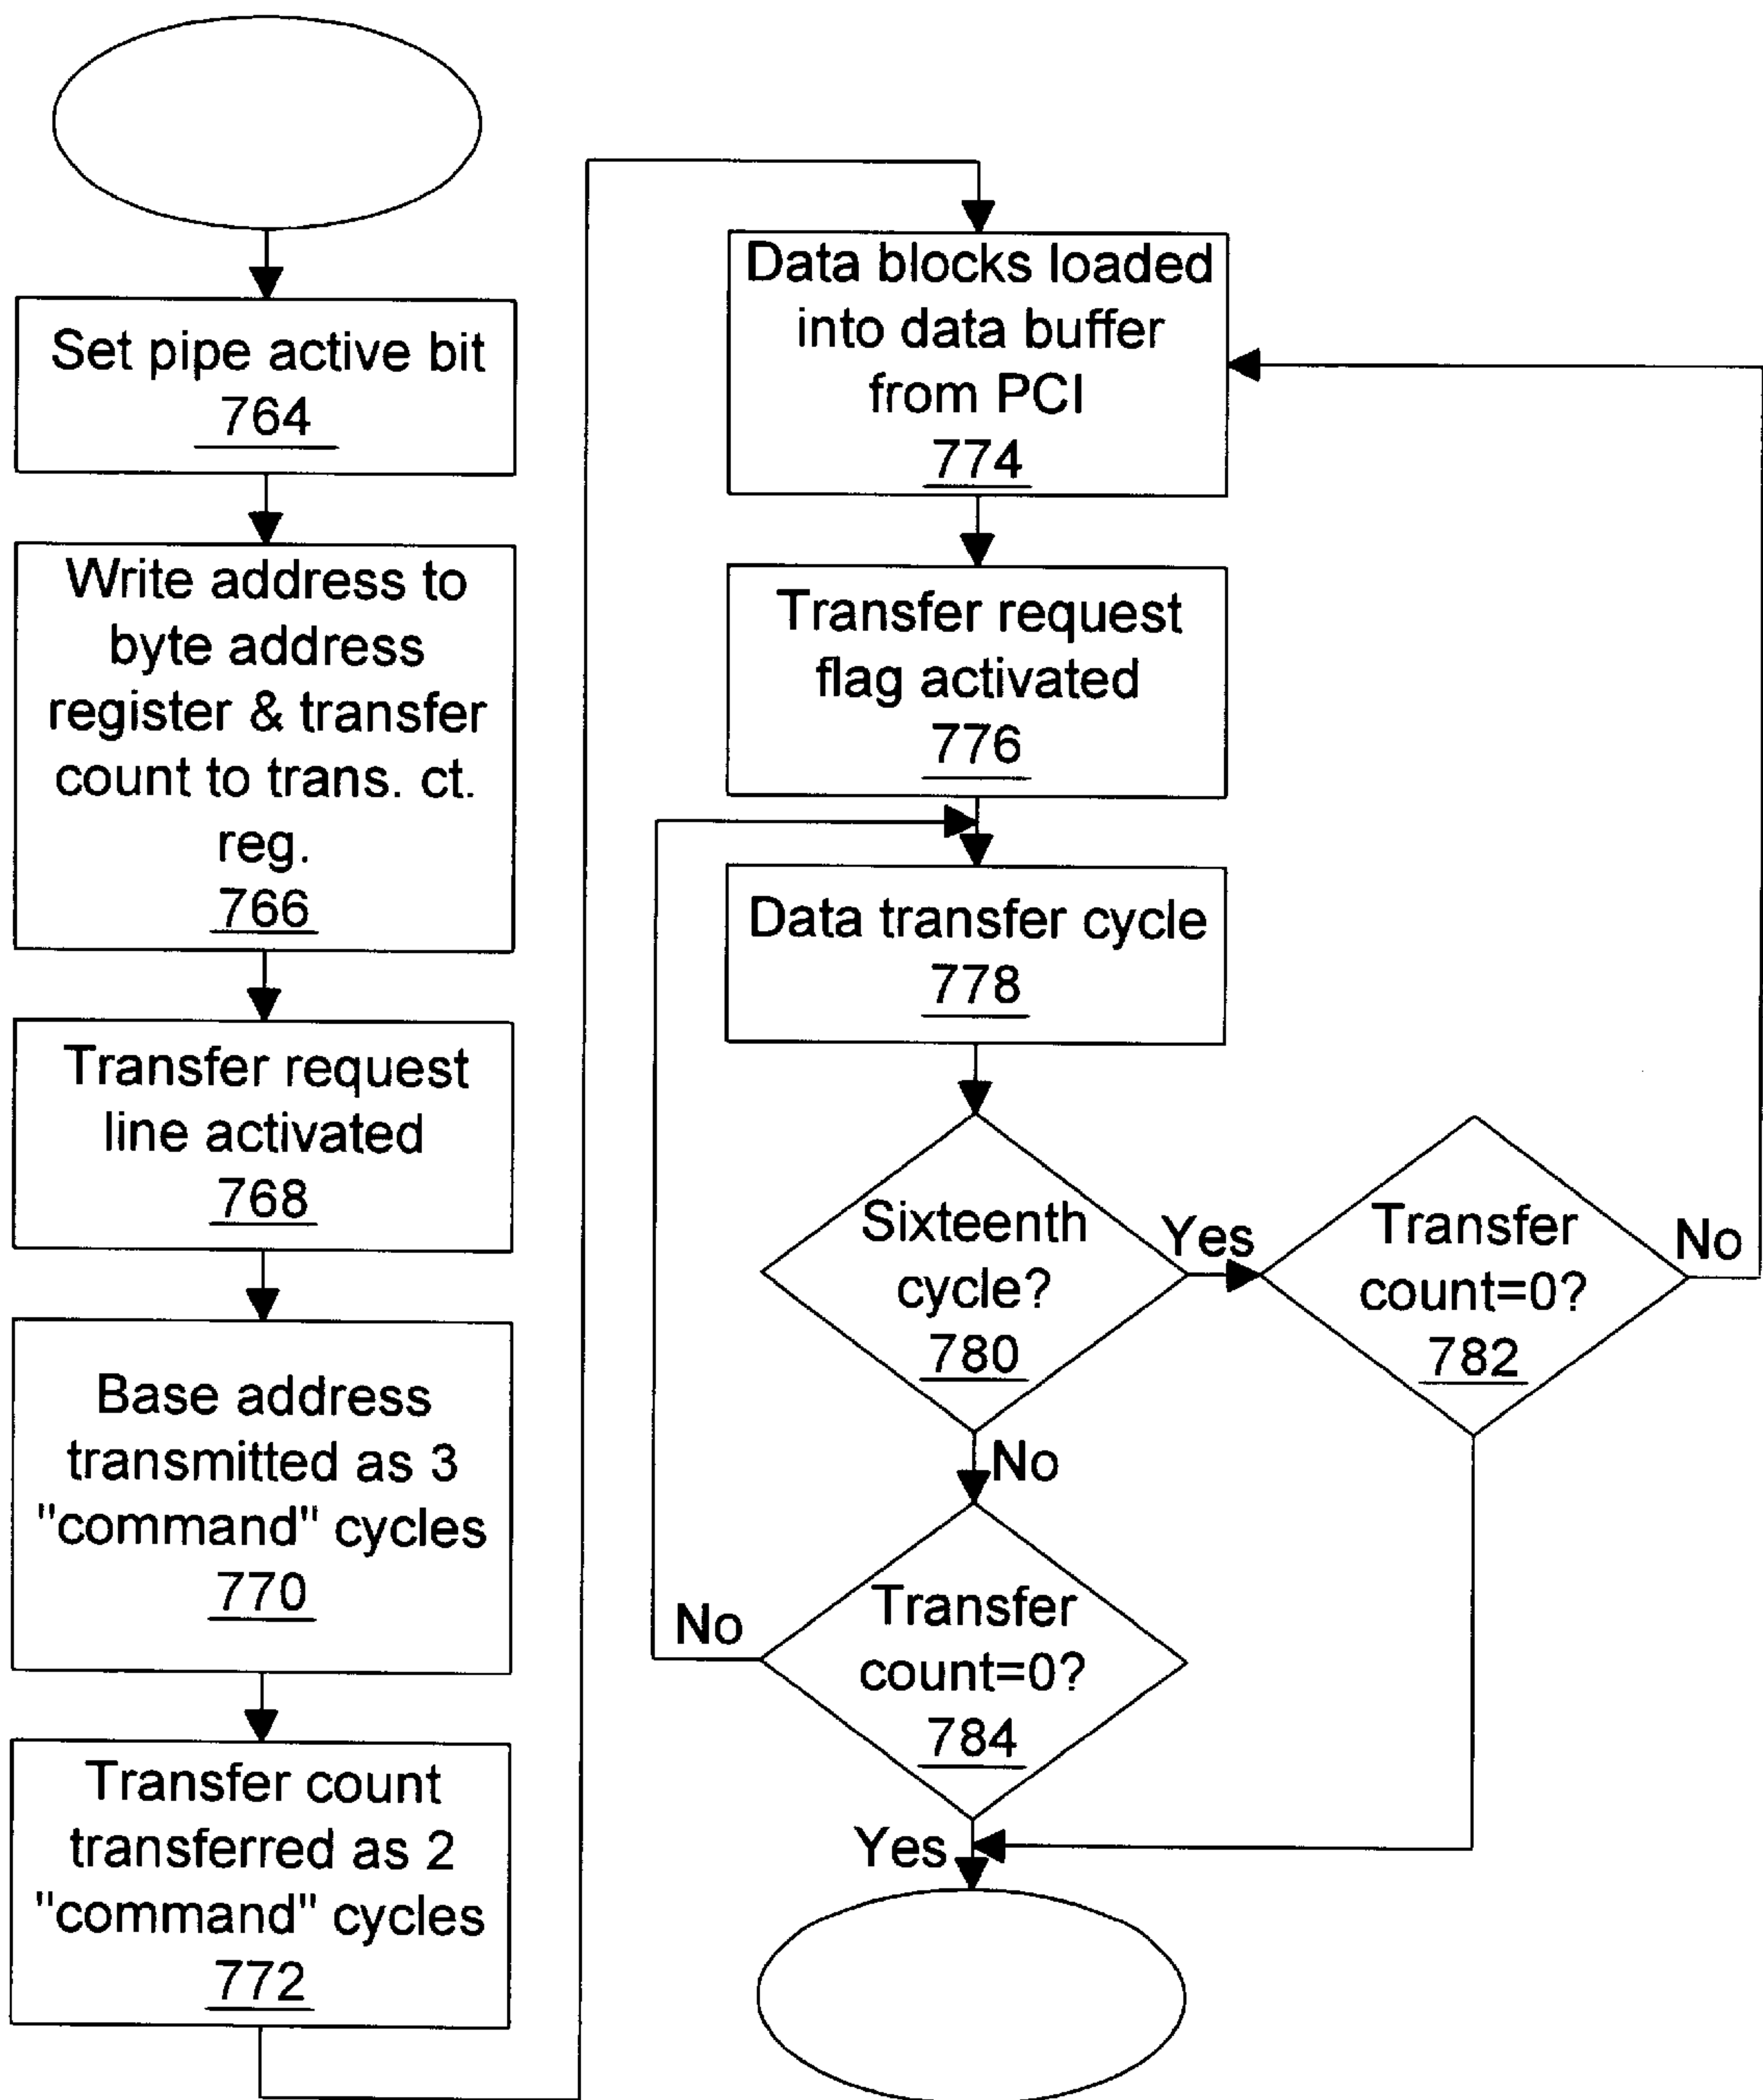 Set pipe active bit
764
Write address to
byte address
register & transfer
count to trans. ct.
reg.
766
Transfer request
line activated
768
Base address
transmitted as 3
"command" cycles
770
Transfer count
transferred as 2
"command" cycles
772
Data blocks loaded
into data buffer
from PCI
774
Transfer request
flag activated
776
Data transfer cycle
778
Sixteenth
cycle?
780
Yes
No
Transfer
count=0?
782
No
Transfer
count=0?
784
No
Yes